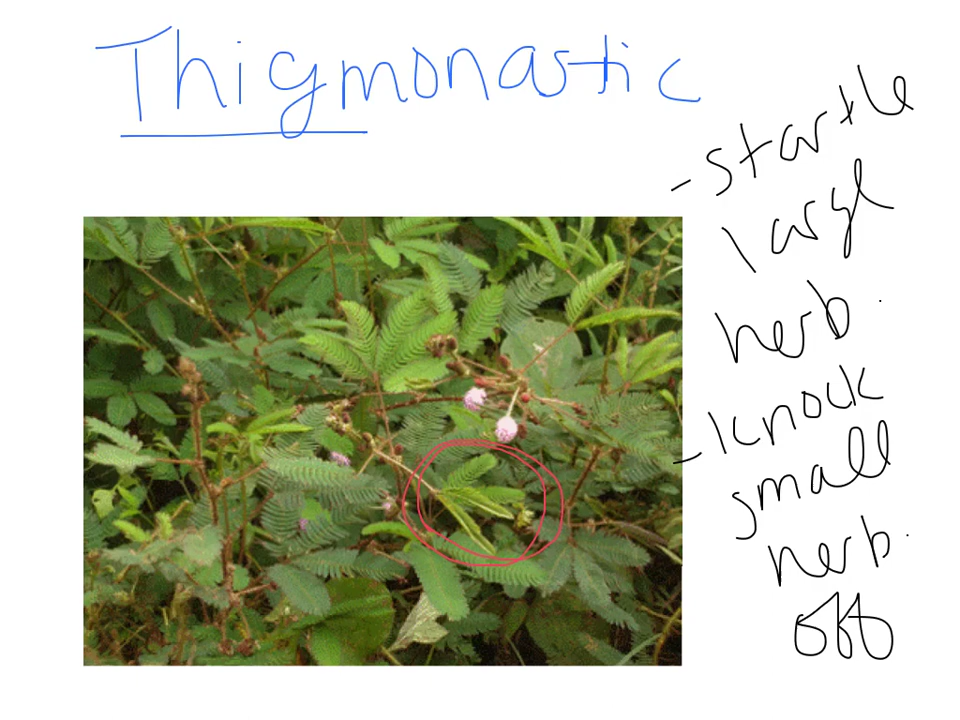 Thigmonastic
- startle
large
herb.
- knock
small
herb.
off